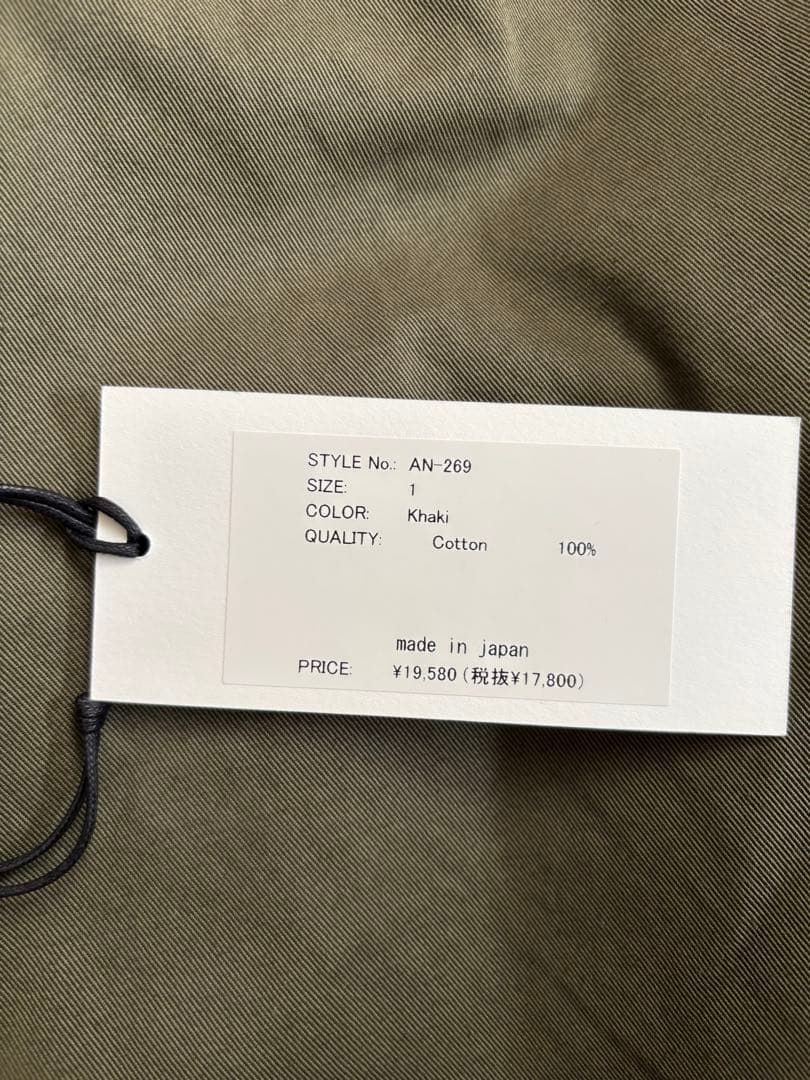 STYLE No.: AN-269
SIZE: 1
COLOR: Khaki
QUALITY: Cotton 100%
made in japan
PRICE: ¥19,580(税抜¥17,800)